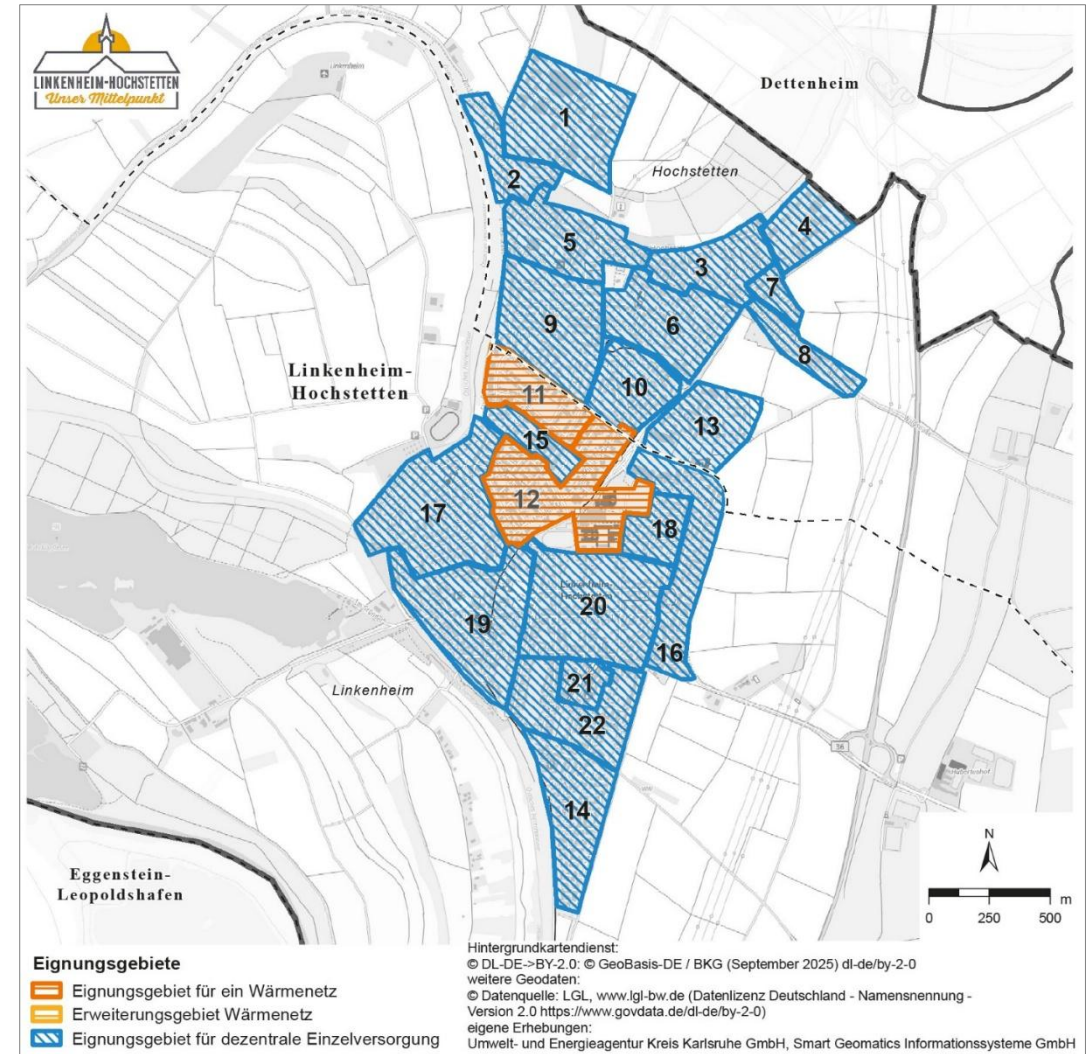 LINKENHEIM-HOCHSTETTEN
Unser Mittelpunkt
Linkenheim
Dettenheim
1
Hochstetten
2
4
5
3
7
9
6
8
Linkenheim-
Hochstetten
10
11
13
15
12
17
18
Linkenheim-
Hochstetten
20
19
16
21
Linkenheim
22
36
14
Eggenstein-
Leopoldshafen
N
0 250 500 m
Eignungsgebiete
Eignungsgebiet für ein Wärmenetz
Erweiterungsgebiet Wärmenetz
Eignungsgebiet für dezentrale Einzelversorgung
Hintergrundkartendienst:
© DL-DE->BY-2.0: © GeoBasis-DE / BKG (September 2025) dl-de/by-2-0
weitere Geodaten:
© Datenquelle: LGL, www.lgl-bw.de (Datenlizenz Deutschland - Namensnennung -
Version 2.0 https://www.govdata.de/dl-de/by-2-0)
eigene Erhebungen:
Umwelt- und Energieagentur Kreis Karlsruhe GmbH, Smart Geomatics Informationssysteme GmbH